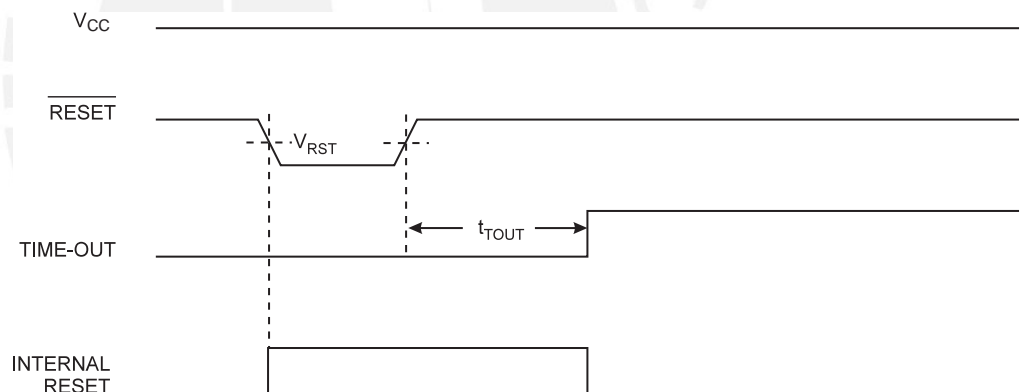 VCC
RESET
VRST
tTOUT
TIME-OUT
INTERNAL
RESET